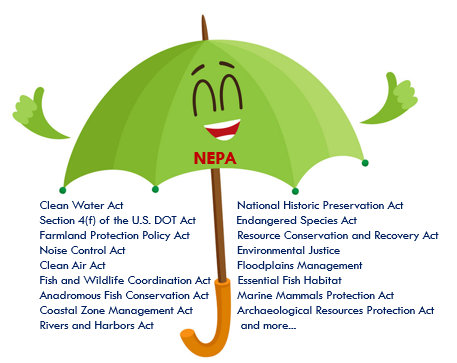 NEPA
Clean Water Act
Section 4(f) of the U.S. DOT Act
Farmland Protection Policy Act
Noise Control Act
Clean Air Act
Fish and Wildlife Coordination Act
Anadromous Fish Conservation Act
Coastal Zone Management Act
Rivers and Harbors Act
National Historic Preservation Act
Endangered Species Act
Resource Conservation and Recovery Act
Environmental Justice
Floodplains Management
Essential Fish Habitat
Marine Mammals Protection Act
Archaeological Resources Protection Act
and more...